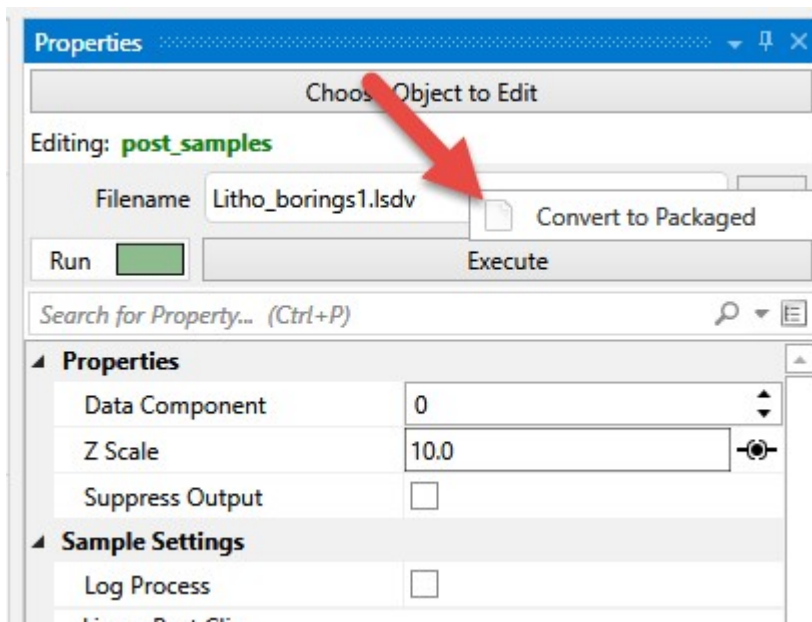 Properties
Choose Object to Edit
Editing: post_samples
Filename Litho_borings1.lsdv
Convert to Packaged
Run Execute
Search for Property... (Ctrl+P)
Properties
Data Component 0
Z Scale 10.0
Suppress Output
Sample Settings
Log Process